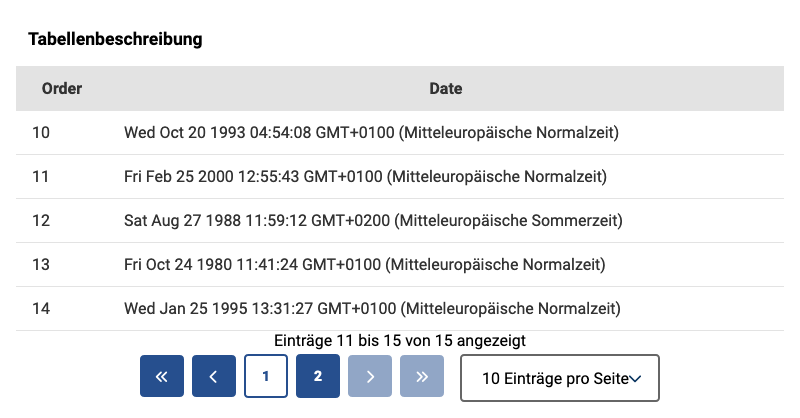 Tabellenbeschreibung
Order Date
10 Wed Oct 20 1993 04:54:08 GMT+0100 (Mitteleuropäische Normalzeit)
11 Fri Feb 25 2000 12:55:43 GMT+0100 (Mitteleuropäische Normalzeit)
12 Sat Aug 27 1988 11:59:12 GMT+0200 (Mitteleuropäische Sommerzeit)
13 Fri Oct 24 1980 11:41:24 GMT+0100 (Mitteleuropäische Normalzeit)
14 Wed Jan 25 1995 13:31:27 GMT+0100 (Mitteleuropäische Normalzeit)
Einträge 11 bis 15 von 15 angezeigt
« ‹ 1 2 › » 10 Einträge pro Seite